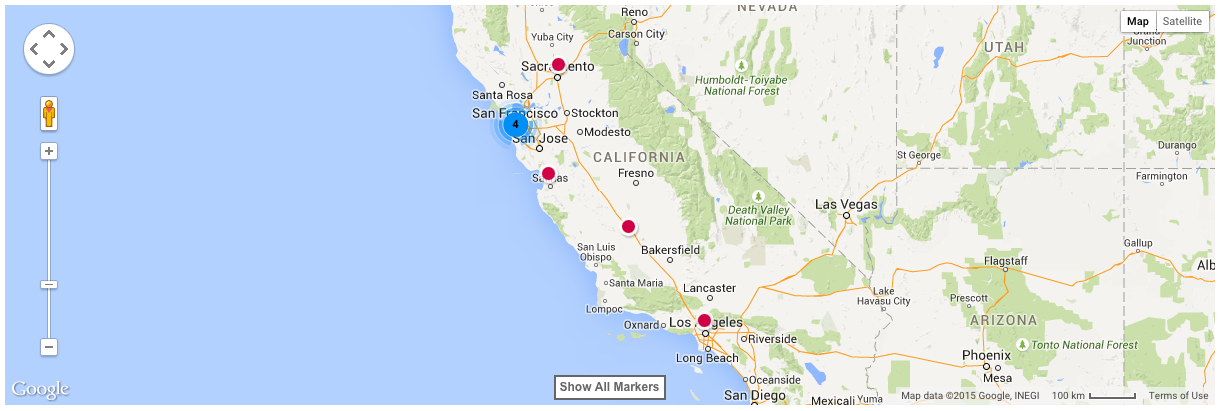 NEVADA
Reno
Carson City
Yuba City
Map
Satellite
Grand
Junction
UTAH
Humboldt-Toiyabe
National Forest
Sacramento
Santa Rosa
San Francisco
4
Stockton
Modesto
San Jose
CALIFORNIA
Fresno
Salinas
St George
Durango
Farmington
Death Valley
National Park
Las Vegas
San Luis
Obispo
Bakersfield
Gallup
Flagstaff
Alb
Santa Maria
Lancaster
Lake
Havasu City
Prescott
Lompoc
Oxnard
Los Angeles
ARIZONA
Riverside
Tonto National Forest
Long Beach
Phoenix
Mesa
Oceanside
Show All Markers
San Diego
Mexicali
Yuma
Google
Map data ©2015 Google, INEGI
100 km
Terms of Use